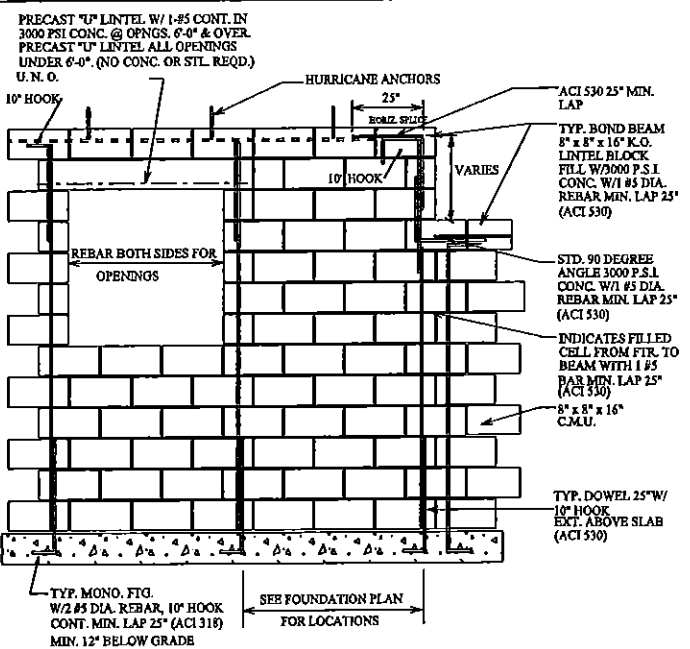 PRECAST "U" LINTEL W/ 1-#5 CONT. IN
3000 PSI CONC. @ OPNGS. 6'-0" & OVER.
PRECAST "U" LINTEL ALL OPENINGS
UNDER 6'-0". (NO CONC. OR STL. REQD.)
U. N. O.
10" HOOK
HURRICANE ANCHORS
25"
HORIZ. SPLICE
10" HOOK
VARIES
ACI 530 25" MIN.
LAP
TYP. BOND BEAM
8" x 8" x 16" K.O.
LINTEL BLOCK
FILL W/3000 P.S.I.
CONC. W/1 #5 DIA.
REBAR MIN. LAP 25"
(ACI 530)
REBAR BOTH SIDES FOR
OPENINGS
STD. 90 DEGREE
ANGLE 3000 P.S.I.
CONC. W/1 #5 DIA.
REBAR MIN. LAP 25"
(ACI 530)
INDICATES FILLED
CELL FROM FTR. TO
BEAM WITH 1 #5
BAR MIN. LAP 25"
(ACI 530)
8" x 8" x 16"
C.M.U.
TYP. DOWEL 25"W/
10" HOOK
EXT. ABOVE SLAB
(ACI 530)
TYP. MONO. FTG.
W/2 #5 DIA. REBAR, 10" HOOK
CONT. MIN. LAP 25" (ACI 318)
MIN. 12" BELOW GRADE
SEE FOUNDATION PLAN
FOR LOCATIONS